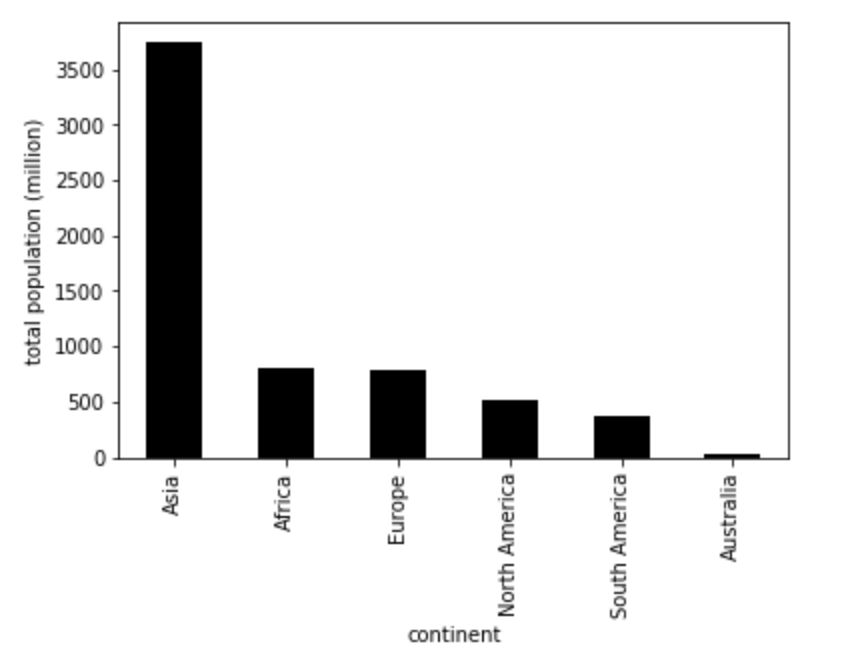 total population (million)
3500
3000
2500
2000
1500
1000
500
0
Asia
Africa
Europe
North America
South America
Australia
continent